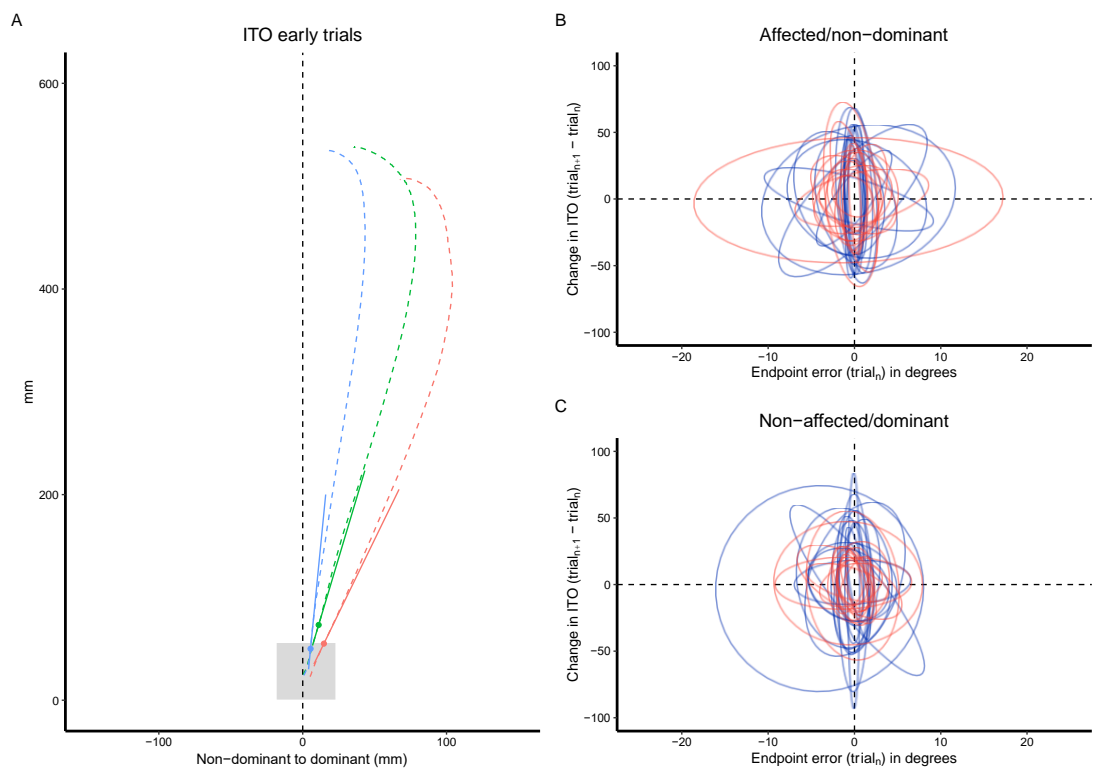 A
ITO early trials
600
400
200
0
mm
−100
0
100
Non−dominant to dominant (mm)
B
Affected/non−dominant
100
50
0
−50
−100
Change in ITO (trialn+1 − trialn)
−20
−10
0
10
20
Endpoint error (trialn) in degrees
C
Non−affected/dominant
100
50
0
−50
−100
Change in ITO (trialn+1 − trialn)
−20
−10
0
10
20
Endpoint error (trialn) in degrees